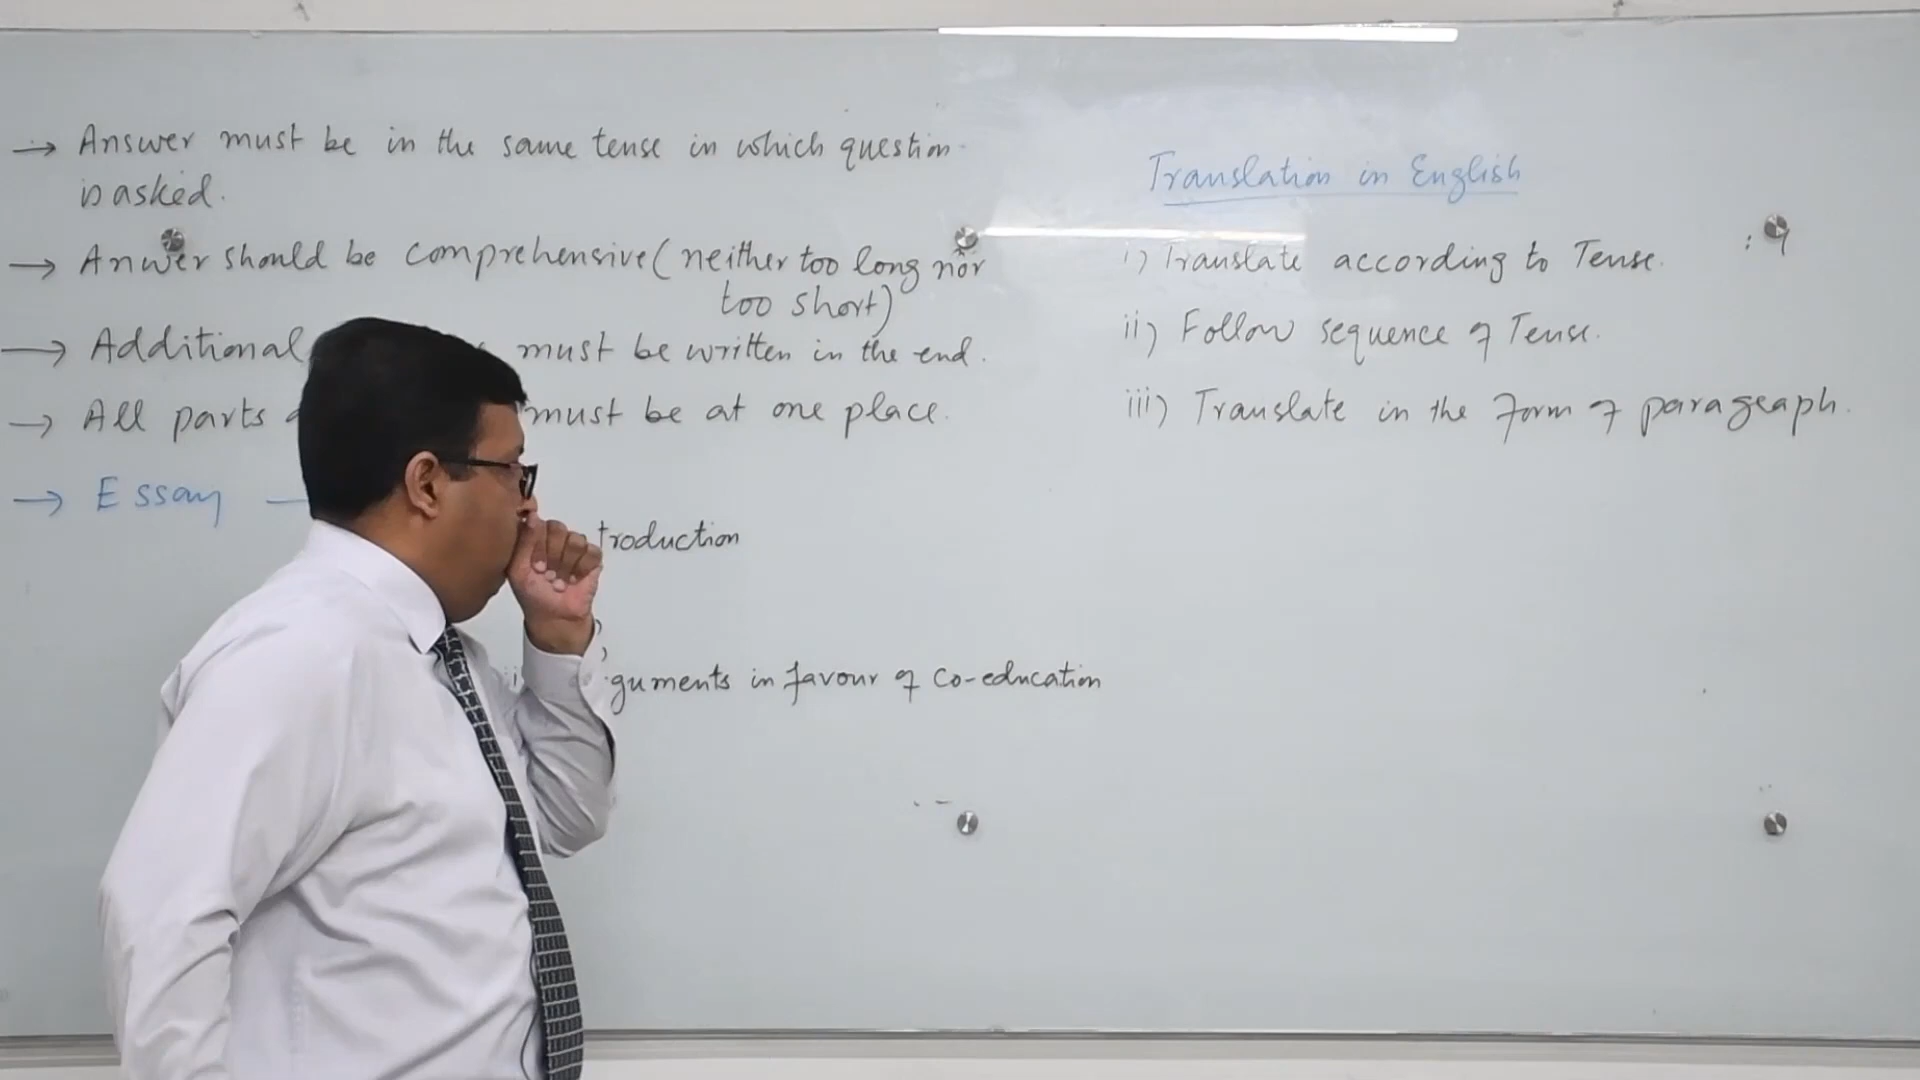 → Answer must be in the same tense in which question
is asked.
→ Anwer should be comprehensive (neither too long nor
too short)
→ Additional must be written in the end.
→ All parts must be at one place.
→ Essay —
troduction
guments in favour of co-education
Translation in English
i) Translate according to Tense.
ii) Follow sequence of Tense.
iii) Translate in the form of paragraph.